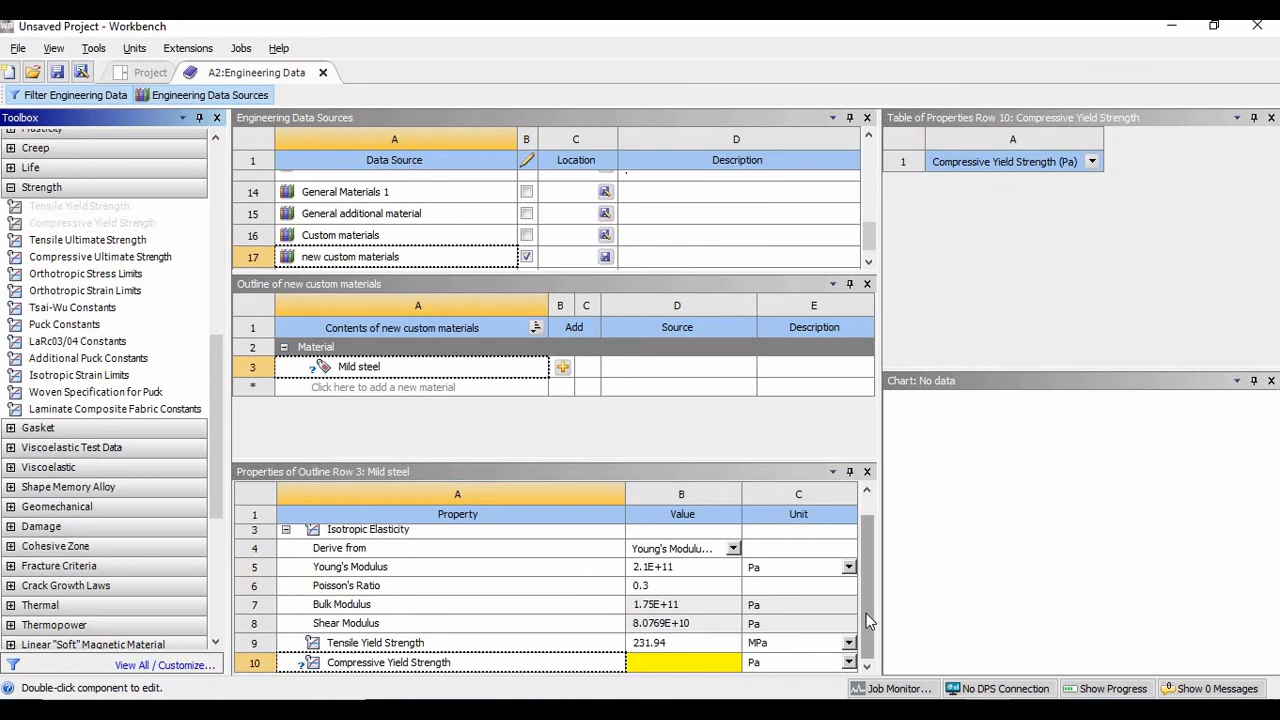 Unsaved Project - Workbench
File View Tools Units Extensions Jobs Help
Project A2:Engineering Data
Filter Engineering Data Engineering Data Sources
Toolbox
Plasticity
Creep
Life
Strength
Tensile Yield Strength
Compressive Yield Strength
Tensile Ultimate Strength
Compressive Ultimate Strength
Orthotropic Stress Limits
Orthotropic Strain Limits
Tsai-Wu Constants
Puck Constants
LaRc03/04 Constants
Additional Puck Constants
Isotropic Strain Limits
Woven Specification for Puck
Laminate Composite Fabric Constants
Gasket
Viscoelastic Test Data
Viscoelastic
Shape Memory Alloy
Geomechanical
Damage
Cohesive Zone
Fracture Criteria
Crack Growth Laws
Thermal
Thermopower
Linear "Soft" Magnetic Material
View All / Customize...
Engineering Data Sources
A B C D
1 Data Source Location Description
14 General Materials 1
15 General additional material
16 Custom materials
17 new custom materials
Outline of new custom materials
A B C D E
1 Contents of new custom materials Add Source Description
2 Material
3 ? Mild steel
* Click here to add a new material
Properties of Outline Row 3: Mild steel
A B C
1 Property Value Unit
3 Isotropic Elasticity
4 Derive from Young's Modulu...
5 Young's Modulus 2.1E+11 Pa
6 Poisson's Ratio 0.3
7 Bulk Modulus 1.75E+11 Pa
8 Shear Modulus 8.0769E+10 Pa
9 Tensile Yield Strength 231.94 MPa
10 ? Compressive Yield Strength Pa
Table of Properties Row 10: Compressive Yield Strength
A
1 Compressive Yield Strength (Pa)
Chart: No data
Double-click component to edit.
Job Monitor... No DPS Connection Show Progress 0 Show 0 Messages